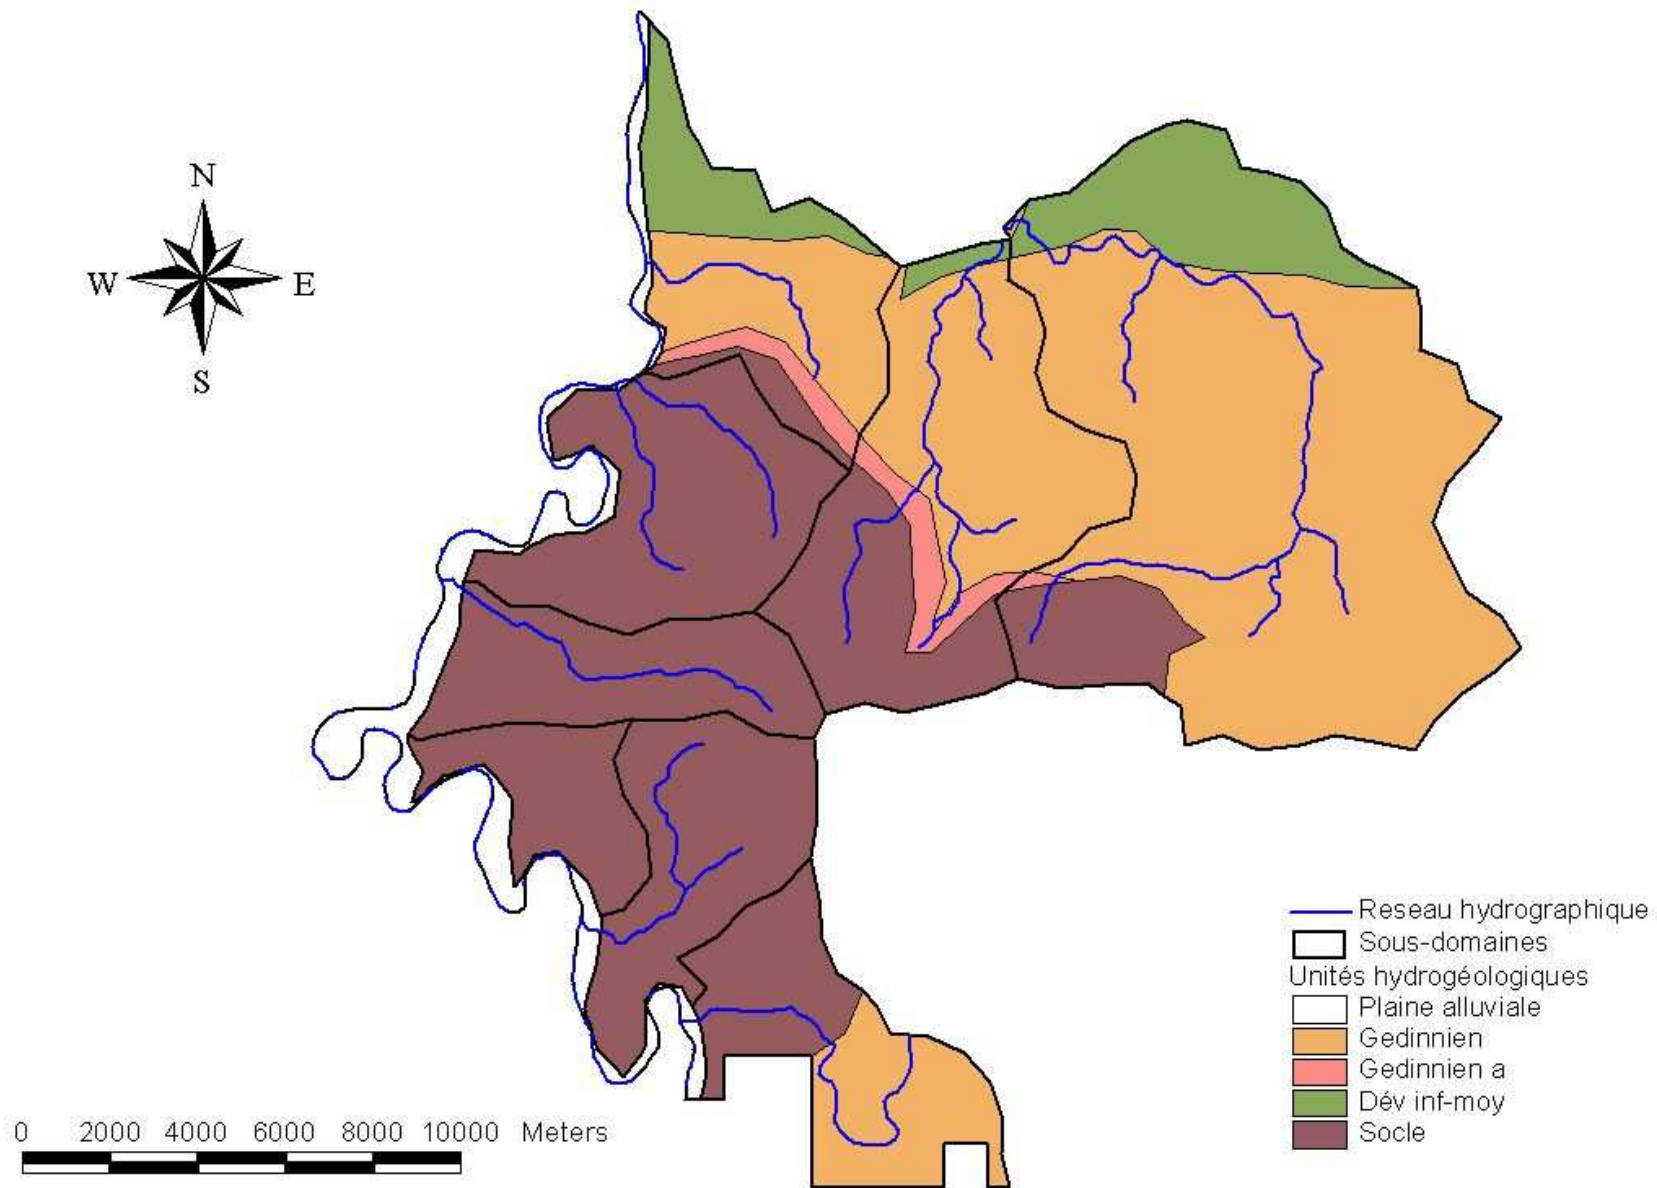 N
W E
S
Reseau hydrographique
Sous-domaines
Unités hydrogéologiques
Plaine alluviale
Gedinnien
Gedinnien a
Dév inf-moy
Socle
0 2000 4000 6000 8000 10000 Meters